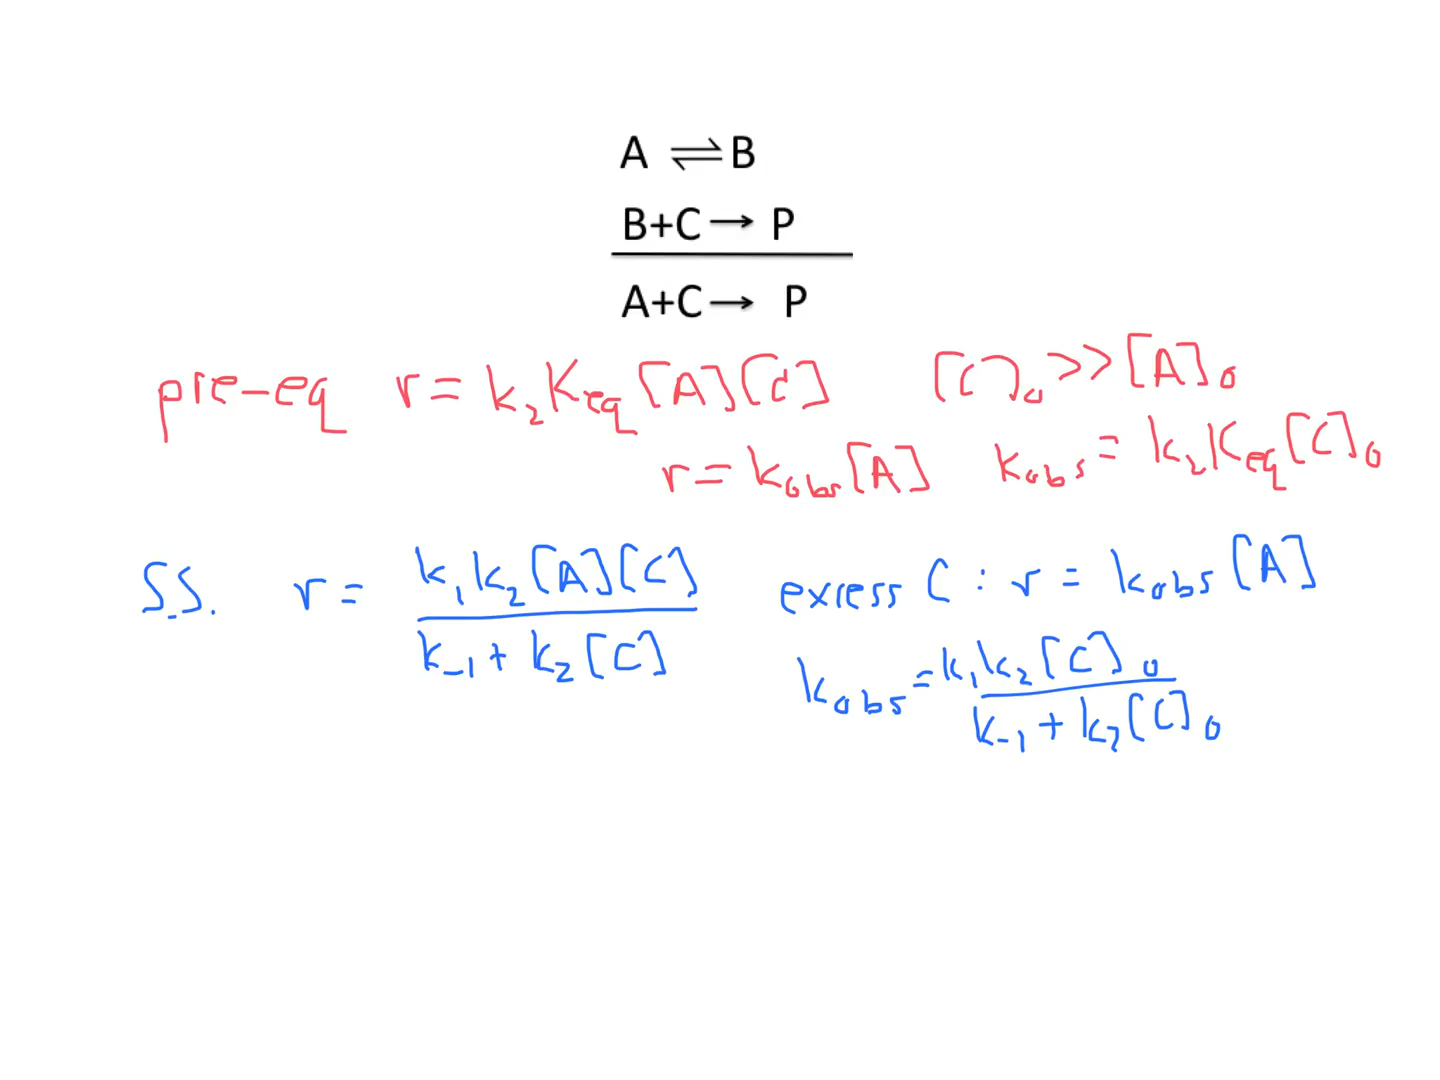 A ⇌ B
B+C → P
A+C → P
pre-eq r = k₂Keq[A][C] [C]₀ >> [A]₀
r = kobs[A] kobs = k₂Keq[C]₀
S.S. r = k₁k₂[A][C] / k₋₁ + k₂[C] excess C : r = kobs[A]
kobs = k₁k₂[C]₀ / k₋₁ + k₂[C]₀